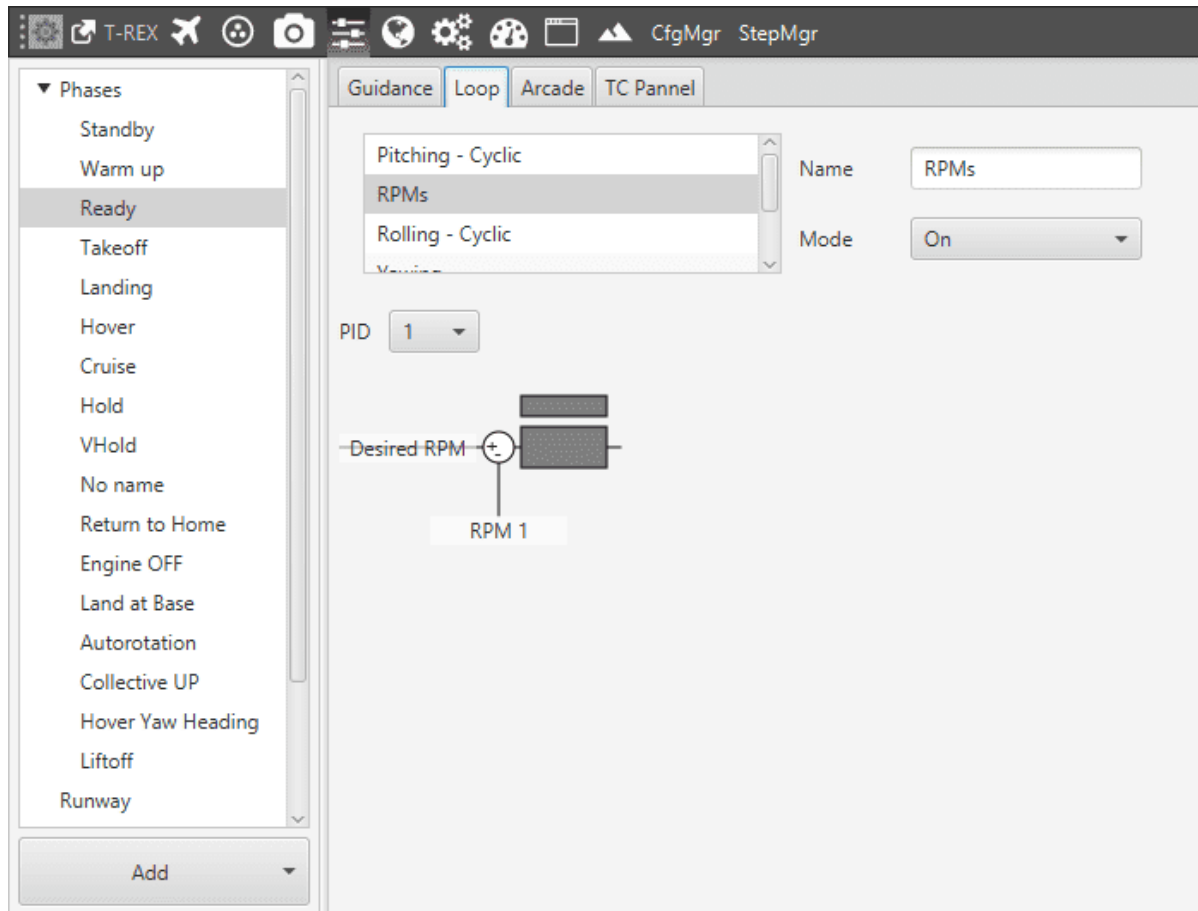 T-REX CfgMgr StepMgr
Phases
Standby
Warm up
Ready
Takeoff
Landing
Hover
Cruise
Hold
VHold
No name
Return to Home
Engine OFF
Land at Base
Autorotation
Collective UP
Hover Yaw Heading
Liftoff
Runway
Add
Guidance Loop Arcade TC Pannel
Pitching - Cyclic
RPMs
Rolling - Cyclic
Yawing
Name RPMs
Mode On
PID 1
Desired RPM + -
RPM 1